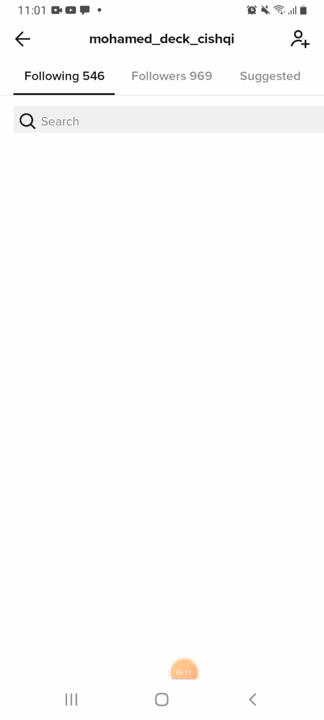 11:01
mohamed_deck_cishqi
Following 546
Followers 969
Suggested
Search